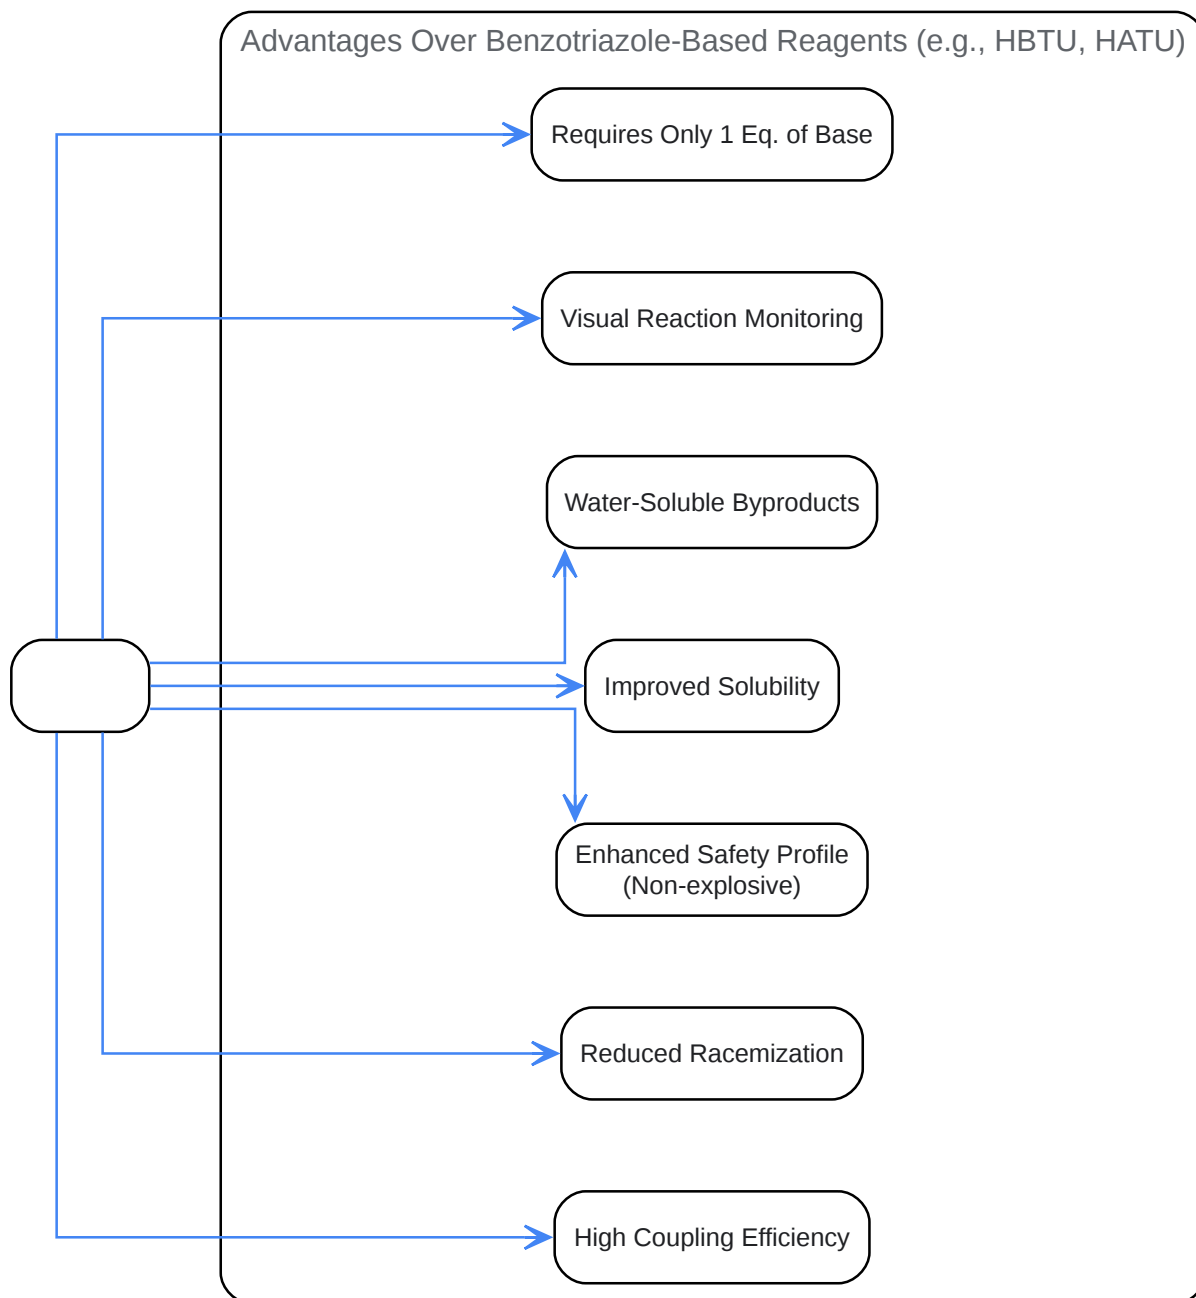 Advantages Over Benzotriazole-Based Reagents (e.g., HBTU, HATU)
Requires Only 1 Eq. of Base
Visual Reaction Monitoring
Water-Soluble Byproducts
Improved Solubility
Enhanced Safety Profile
(Non-explosive)
Reduced Racemization
High Coupling Efficiency